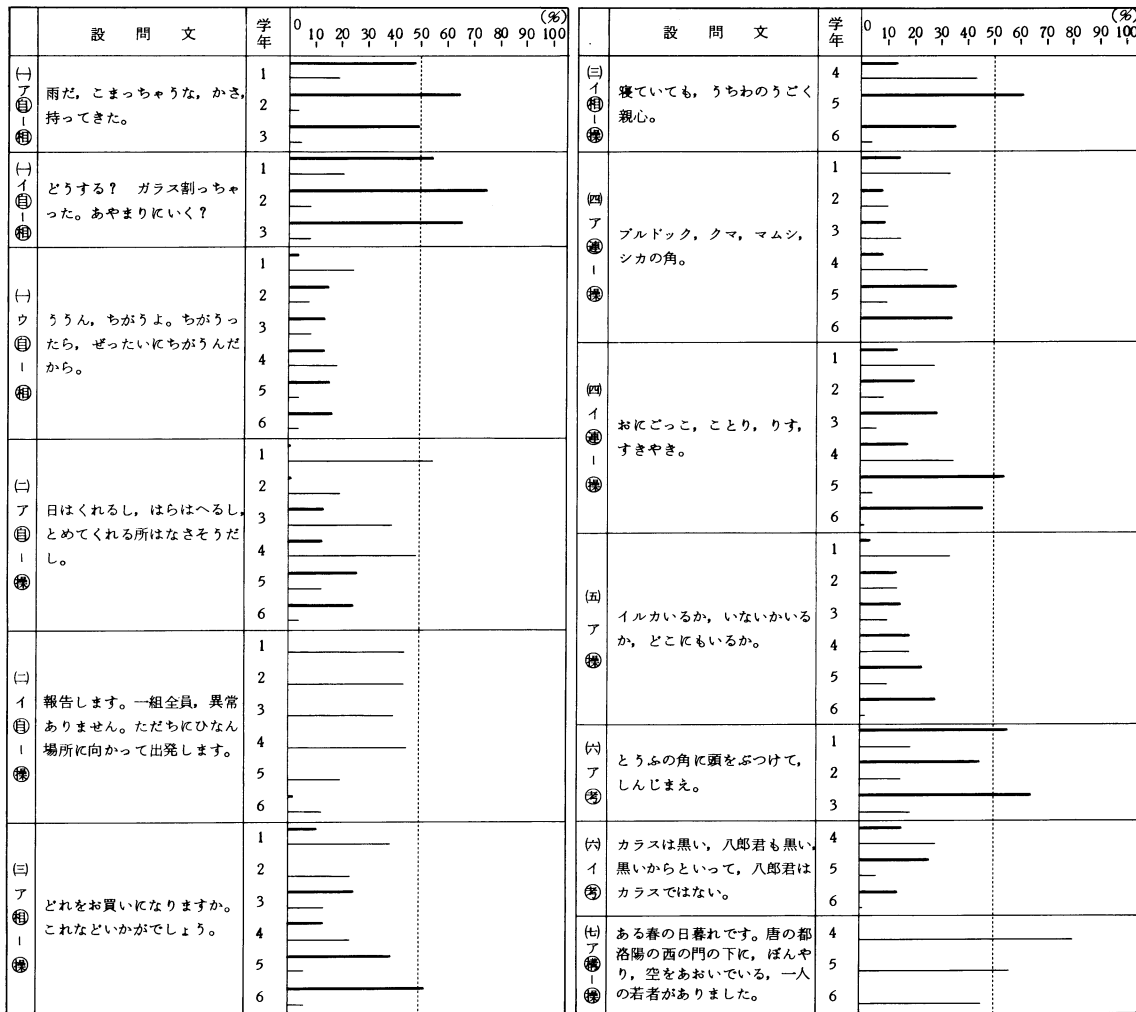 設問文 学年 (%)
0 10 20 30 40 50 60 70 80 90 100
㈠ア自ー相
雨だ，こまっちゃうな，かさ，
持ってきた。
1
2
3
㈠イ自ー相
どうする？　ガラス割っちゃ
った。あやまりにいく？
1
2
3
㈠ウ自ー相
ううん，ちがうよ。ちがうっ
たら，ぜったいにちがうんだ
から。
1
2
3
4
5
6
㈡ア自ー操
日はくれるし，はらはへるし，
とめてくれる所はなさそうだ
し。
1
2
3
4
5
6
㈡イ自ー操
報告します。一組全員，異常
ありません。ただちにひなん
場所に向かって出発します。
1
2
3
4
5
6
㈢ア相ー操
どれをお買いになりますか。
これなどいかがでしょう。
1
2
3
4
5
6
設問文 学年 (%)
0 10 20 30 40 50 60 70 80 90 100
㈢イ相ー操
寝ていても，うちわのうごく
親心。
4
5
6
㈣ア連ー操
ブルドック，クマ，マムシ，
シカの角。
1
2
3
4
5
6
㈣イ連ー操
おにごっこ，ことり，りす，
すきやき。
1
2
3
4
5
6
㈤ア操
イルカいるか，いないかいる
か，どこにもいるか。
1
2
3
4
5
6
㈥ア考
とうふの角に頭をぶつけて，
しんじまえ。
1
2
3
㈥イ考
カラスは黒い，八郎君も黒い，
黒いからといって，八郎君は
カラスではない。
4
5
6
㈦ア構ー操
ある春の日暮れです。唐の都
洛陽の西の門の下に，ぼんや
り，空をあおいでいる，一人
の若者がありました。
4
5
6